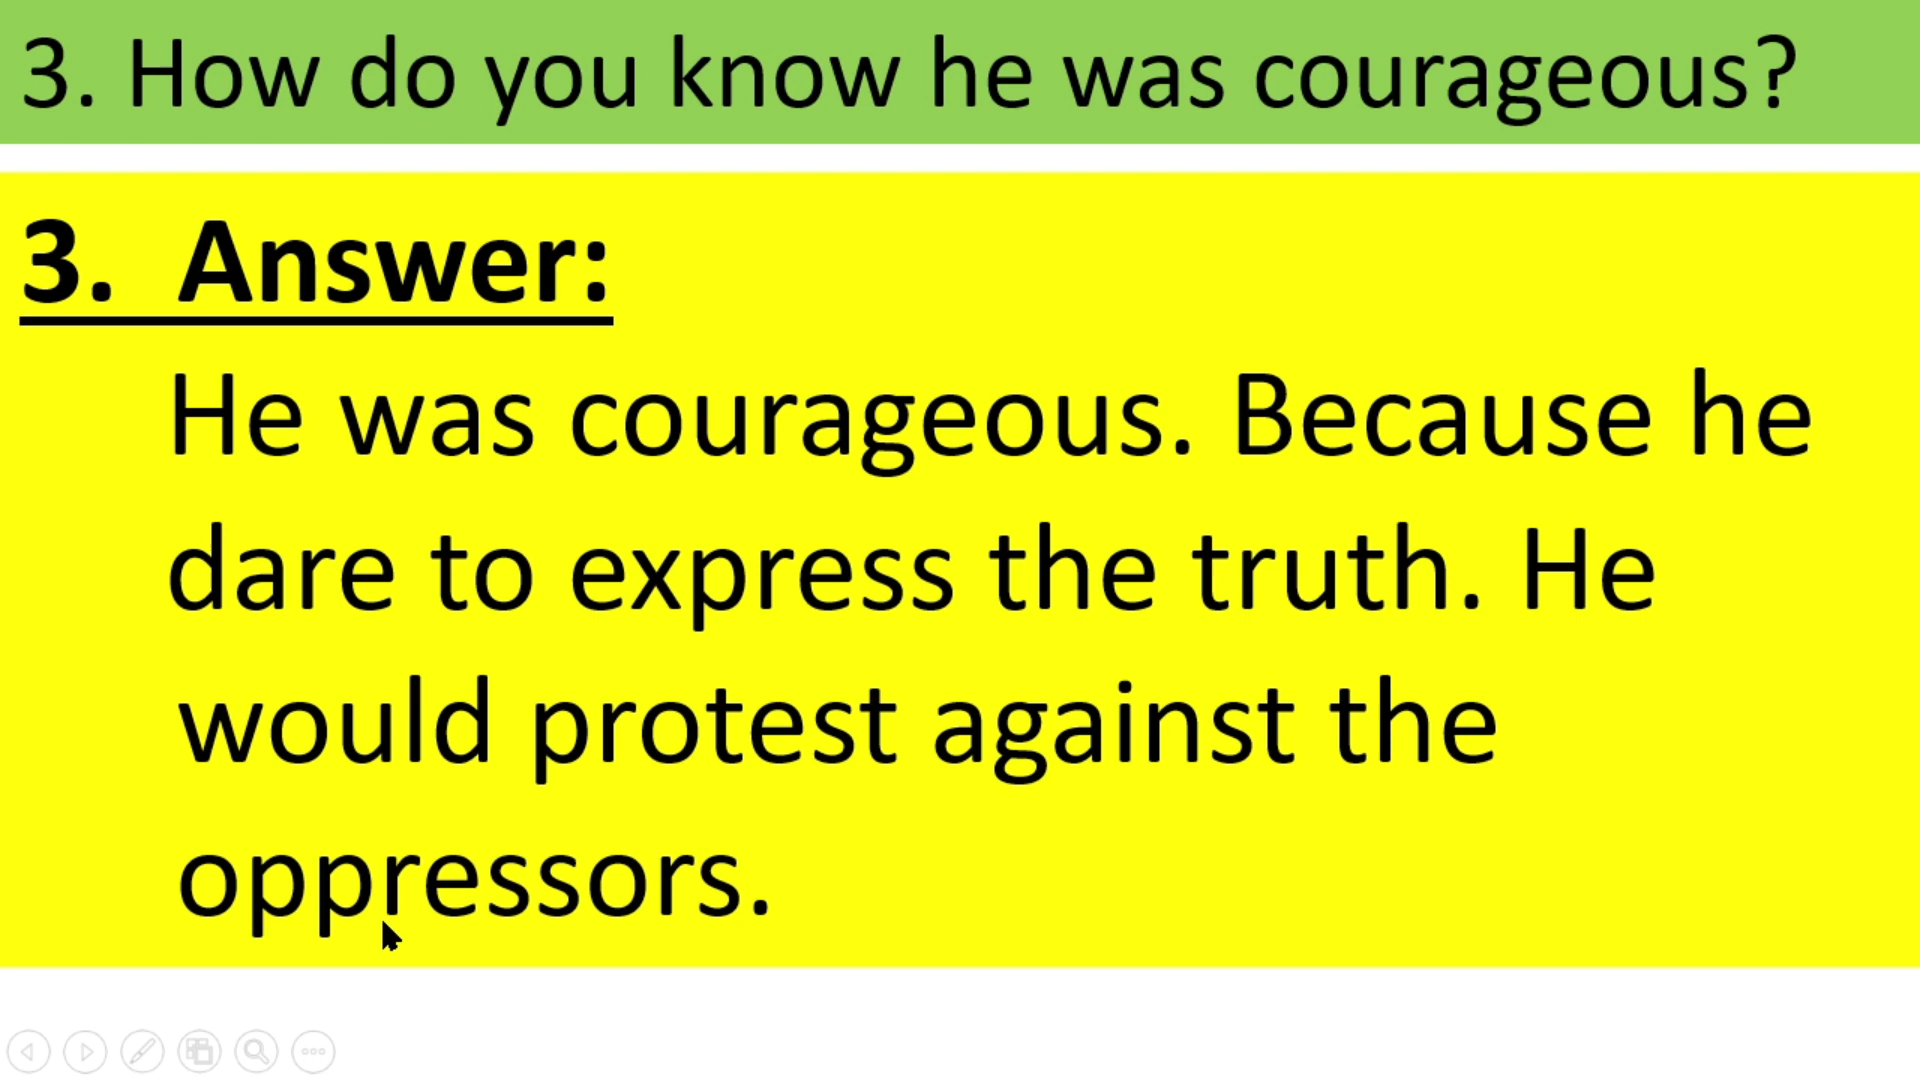 3. How do you know he was courageous?
3. Answer:
He was courageous. Because he
dare to express the truth. He
would protest against the
oppressors.